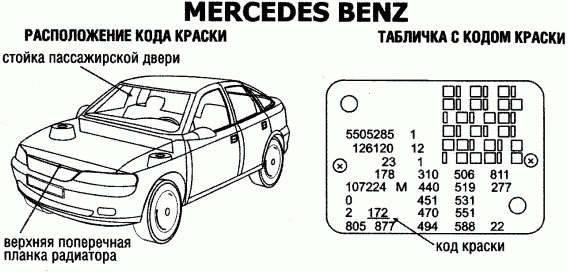 MERCEDES BENZ
РАСПОЛОЖЕНИЕ КОДА КРАСКИ
стойка пассажирской двери
верхняя поперечная
планка радиатора
ТАБЛИЧКА С КОДОМ КРАСКИ
5505285 1
126120 12
23 1
178 310 506 811
107224 M 440 519 277
0 451 531
2 172 470 551
805 877 494 588 22
код краски